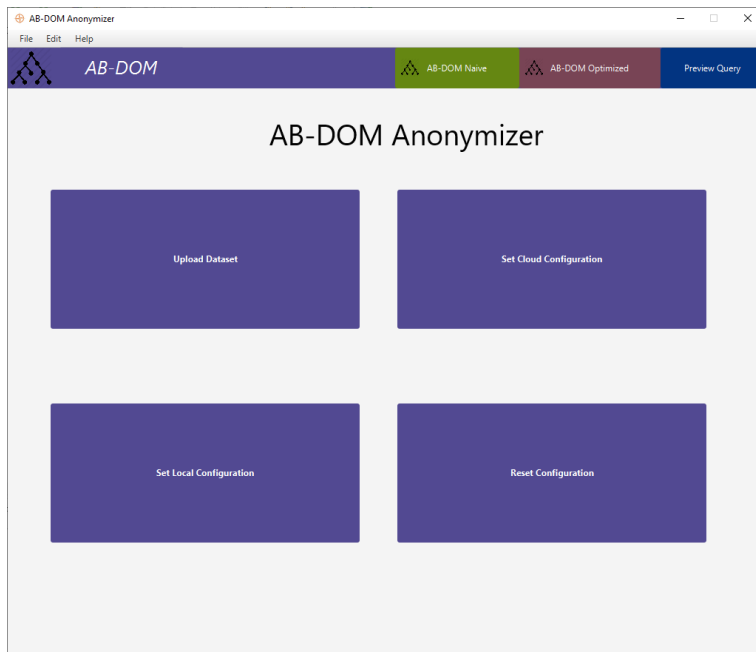 AB-DOM Anonymizer
File Edit Help
AB-DOM AB-DOM Naive AB-DOM Optimized Preview Query
AB-DOM Anonymizer
Upload Dataset Set Cloud Configuration
Set Local Configuration Reset Configuration